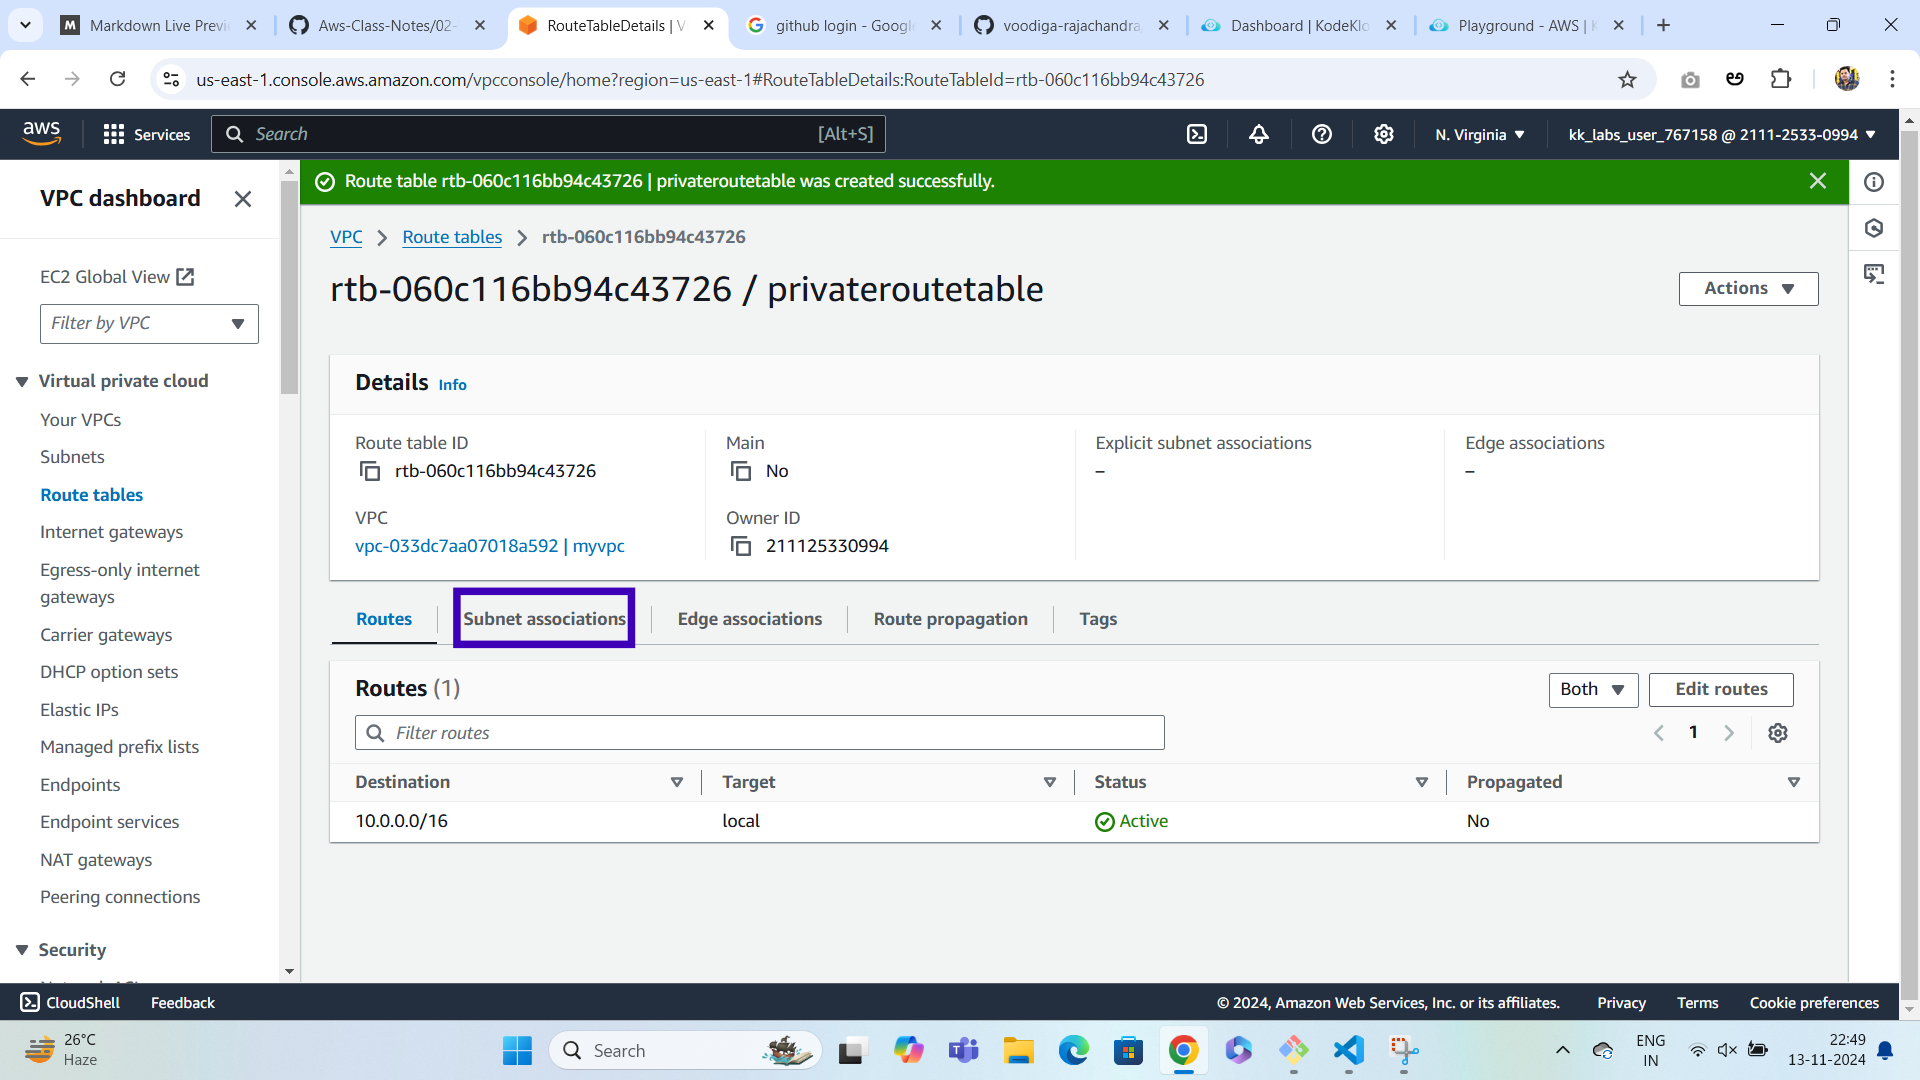 Markdown Live Previ
Aws-Class-Notes/02-
RouteTableDetails | V
github login - Google
voodiga-rajachandra
Dashboard | KodeKlo
Playground - AWS | K
us-east-1.console.aws.amazon.com/vpcconsole/home?region=us-east-1#RouteTableDetails:RouteTableId=rtb-060c116bb94c43726
aws
Services
Search
[Alt+S]
N. Virginia
kk_labs_user_767158 @ 2111-2533-0994
VPC dashboard
EC2 Global View
Filter by VPC
Virtual private cloud
Your VPCs
Subnets
Route tables
Internet gateways
Egress-only internet
gateways
Carrier gateways
DHCP option sets
Elastic IPs
Managed prefix lists
Endpoints
Endpoint services
NAT gateways
Peering connections
Security
Route table rtb-060c116bb94c43726 | privateroutetable was created successfully.
VPC
Route tables
rtb-060c116bb94c43726
rtb-060c116bb94c43726 / privateroutetable
Actions
Details Info
Route table ID
rtb-060c116bb94c43726
Main
No
Explicit subnet associations
–
Edge associations
–
VPC
vpc-033dc7aa07018a592 | myvpc
Owner ID
211125330994
Routes
Subnet associations
Edge associations
Route propagation
Tags
Routes (1)
Both
Edit routes
Filter routes
1
Destination
Target
Status
Propagated
10.0.0.0/16
local
Active
No
CloudShell
Feedback
© 2024, Amazon Web Services, Inc. or its affiliates.
Privacy
Terms
Cookie preferences
26°C
Haze
Search
ENG
IN
22:49
13-11-2024